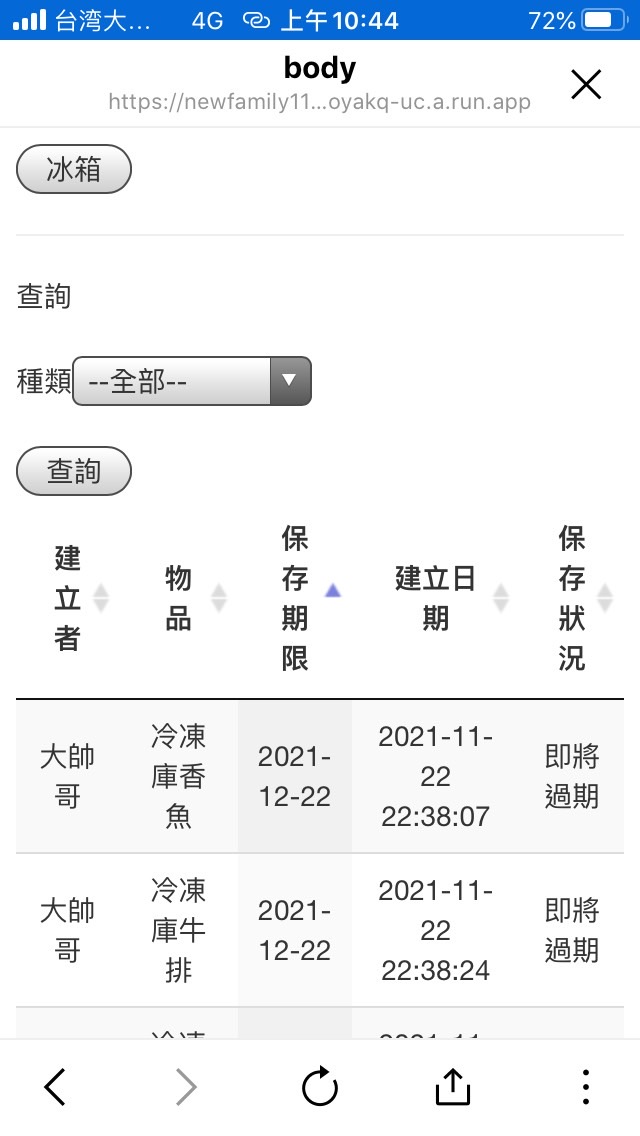 台湾大... 4G 上午10:44 72%
body
https://newfamily11...oyakq-uc.a.run.app
冰箱
查詢
種類 --全部--
查詢
建立者 物品 保存期限 建立日期 保存狀況
大帥哥 冷凍庫香魚 2021-12-22 2021-11-22 22:38:07 即將過期
大帥哥 冷凍庫牛排 2021-12-22 2021-11-22 22:38:24 即將過期